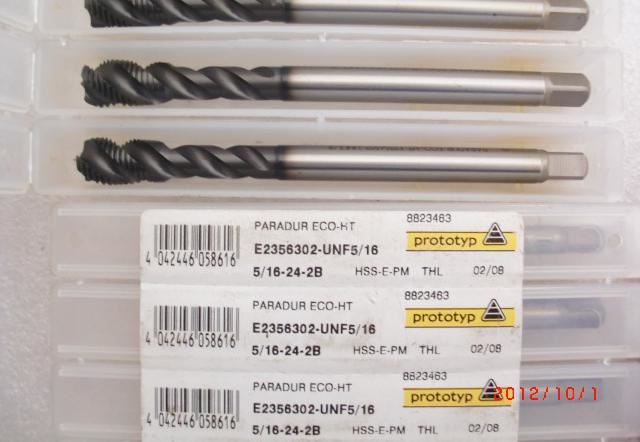 PARADUR ECO-HT
8823463
E2356302-UNF5/16
prototyp
5/16-24-2B HSS-E-PM THL 02/08
4 042446 058616
PARADUR ECO-HT
8823463
E2356302-UNF5/16
prototyp
5/16-24-2B HSS-E-PM THL 02/08
4 042446 058616
PARADUR ECO-HT
8823463
E2356302-UNF5/16
prototyp
5/16-24-2B HSS-E-PM THL 02/08
4 042446 058616
2012/10/1